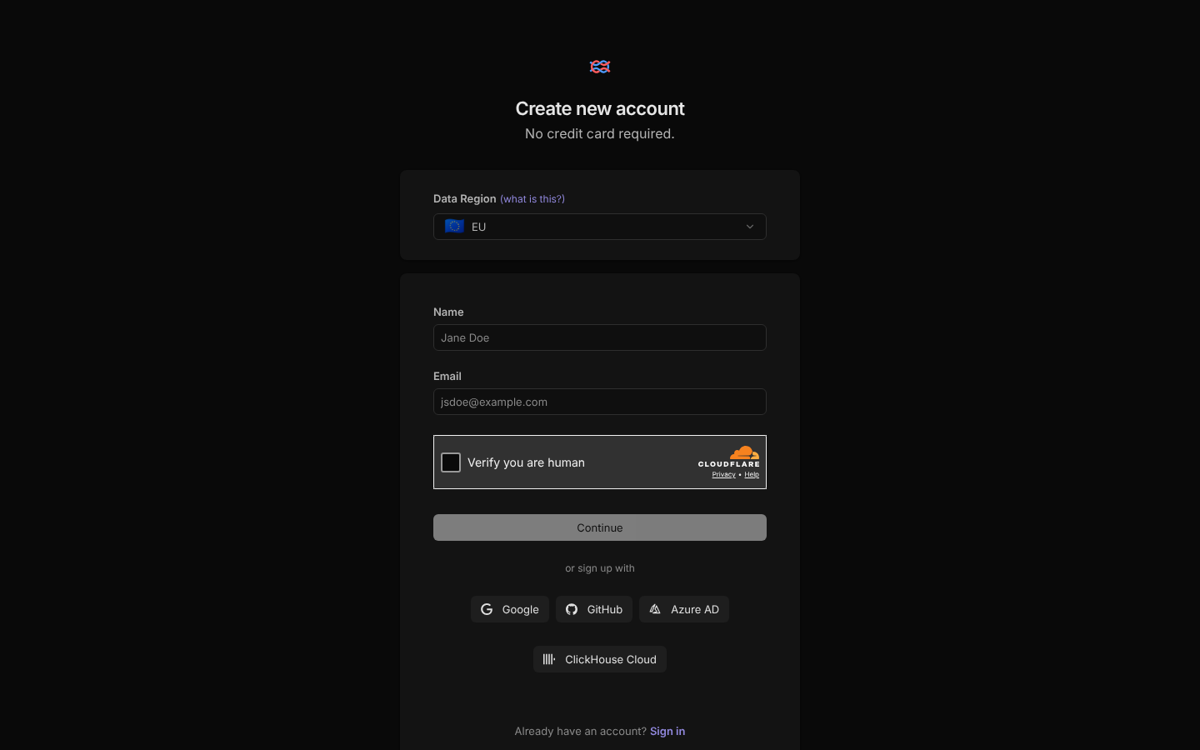 Create new account
No credit card required.
Data Region (what is this?)
EU
Name
Jane Doe
Email
jsdoe@example.com
Verify you are human
CLOUDFLARE
Privacy • Help
Continue
or sign up with
Google
GitHub
Azure AD
ClickHouse Cloud
Already have an account? Sign in